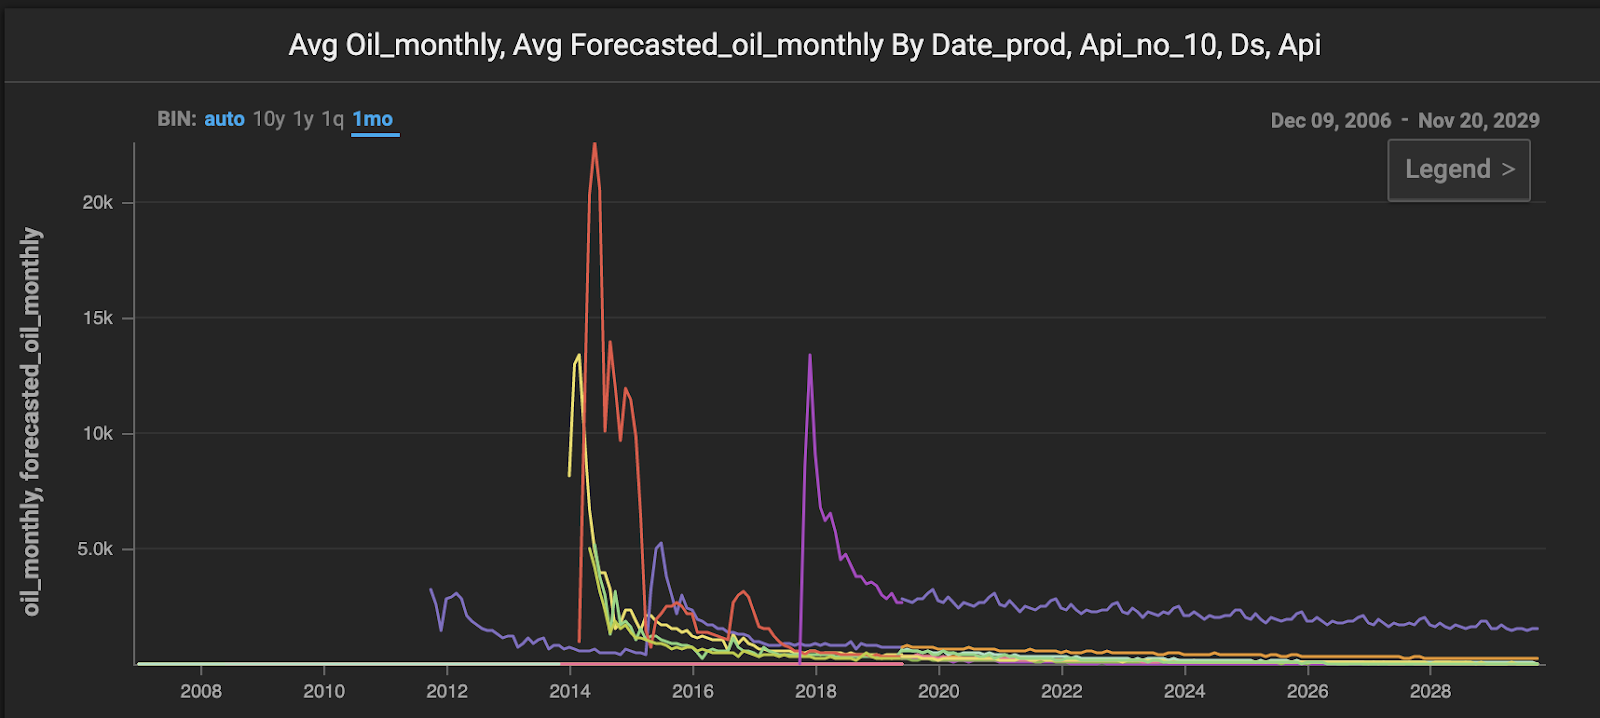 Avg Oil_monthly, Avg Forecasted_oil_monthly By Date_prod, Api_no_10, Ds, Api
BIN: auto 10y 1y 1q 1mo
Dec 09, 2006 - Nov 20, 2029
Legend >
oil_monthly, forecasted_oil_monthly
20k
15k
10k
5.0k
2008 2010 2012 2014 2016 2018 2020 2022 2024 2026 2028